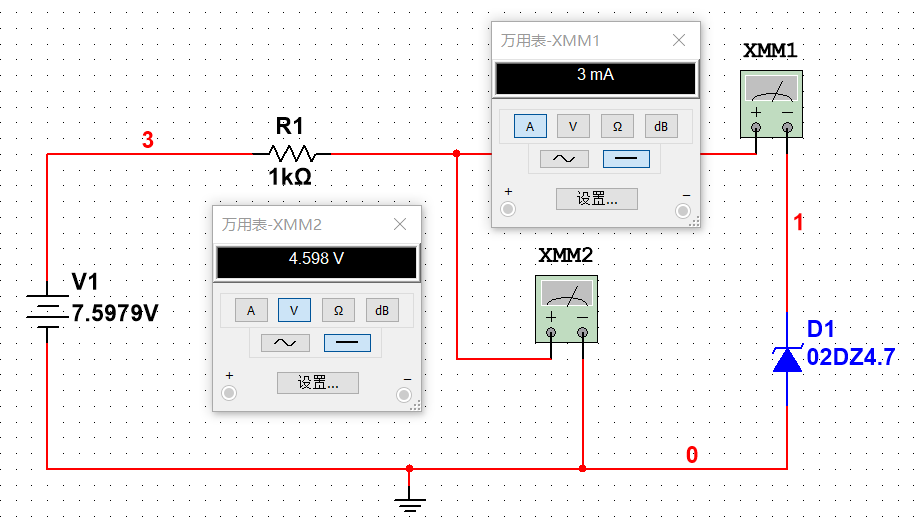 万用表-XMM1
3 mA
A V Ω dB
+ −
设置...
XMM1
+ −
R1
1kΩ
3
万用表-XMM2
4.598 V
A V Ω dB
+ −
设置...
XMM2
+ −
1
V1
7.5979V
D1
02DZ4.7
0